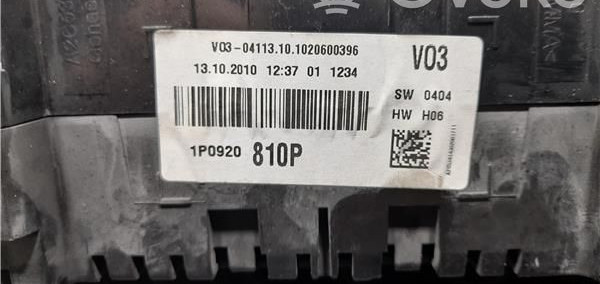 V03-04113.10.1020600396
V03
13.10.2010 12:37 01 1234
SW 0404
HW H06
1P0920 810P